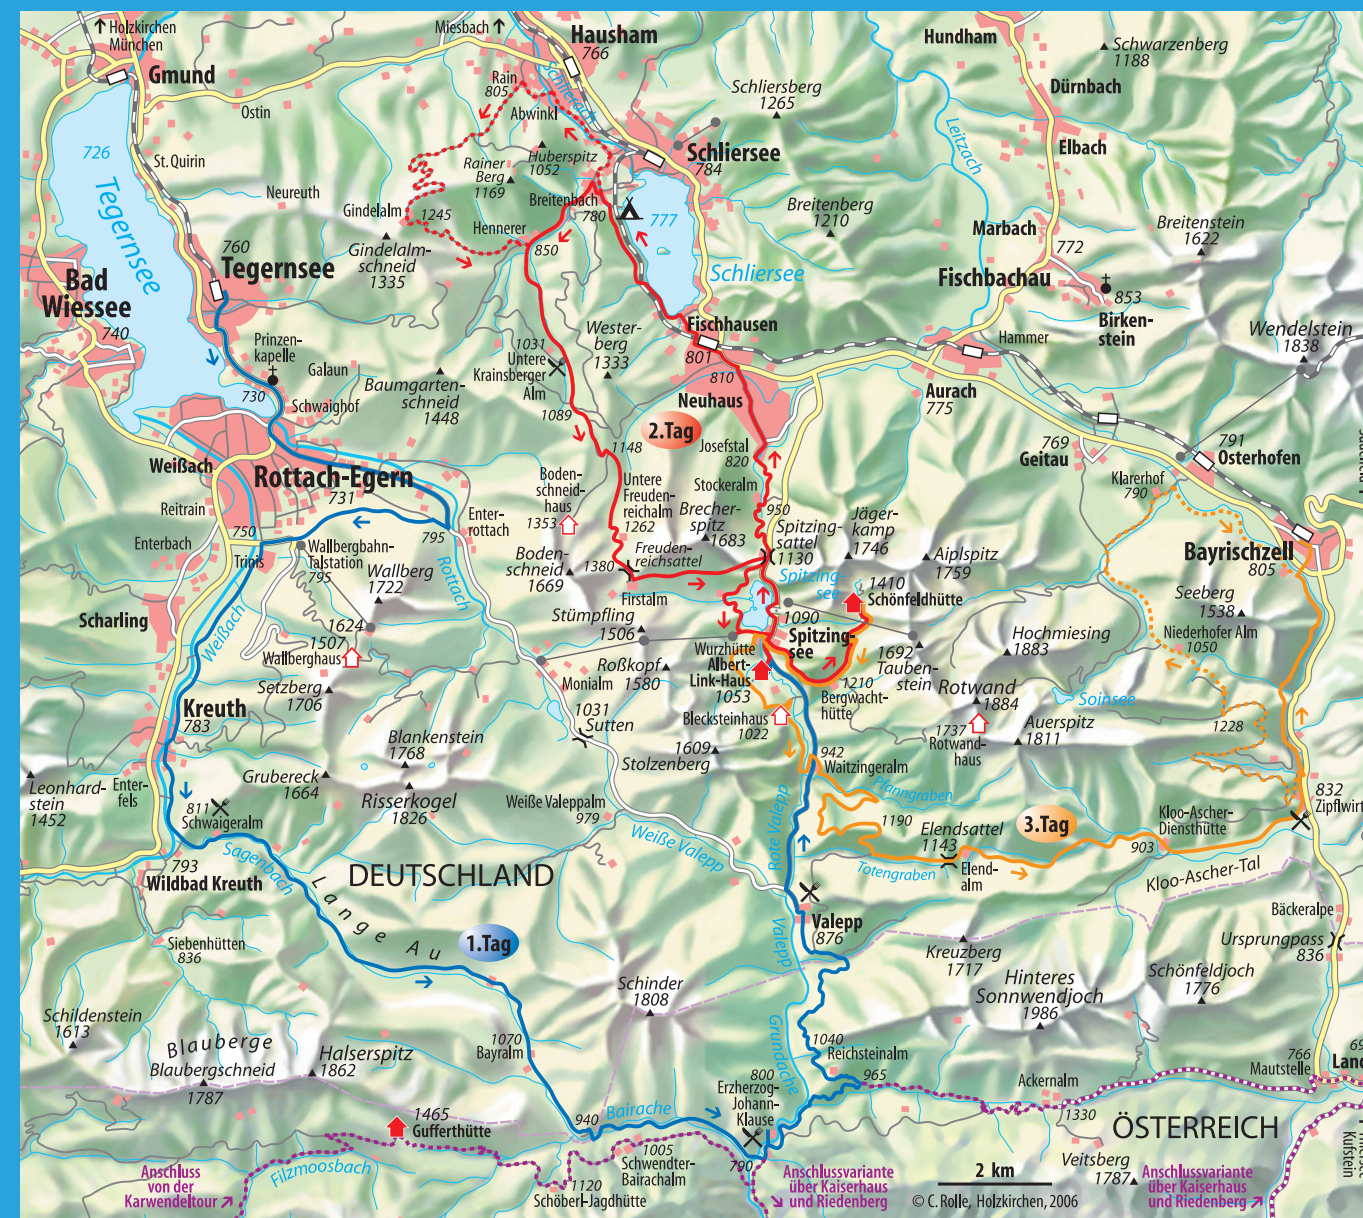 Holzkirchen
München
Miesbach
Hausham
766
Hundham
Schwarzenberg
1188
Gmund
Rain
805
Schlierach
Dürnbach
Ostin
Abwinkl
Schliersberg
1265
Leitzach
Elbach
726
Tegernsee
St. Quirin
Neureuth
Rainer
Berg
1169
Huberspitz
1052
Schliersee
784
Gindelalm
1245
Breitenbach
780
777
Breitenberg
1210
Marbach
772
Breitenstein
1622
Hennerer
850
Gindelalm-
schneid
1335
760
Tegernsee
Schliersee
Fischbachau
853
Birken-
stein
Bad
Wiessee
740
Prinzen-
kapelle
Galaun
730
Schwaighof
Baumgarten-
schneid
1448
1031
Untere
Krainsberger
Alm
1089
Wester-
berg
1333
Fischhausen
801
810
Neuhaus
Hammer
Wendelstein
1838
Aurach
775
2.Tag
1148
Josefstal
820
769
Geitau
791
Osterhofen
Klarerhof
790
Weißach
Rottach-Egern
731
Reitrain
Boden-
schneidhaus
1353
Untere
Freuden-
reichalm
1262
Stockeralm
Brecher-
spitz
1683
950
Spitzing-
sattel
1130
Jäger-
kamp
1746
Aiplspitz
1759
Bayrischzell
805
Enterbach
750
Trinis
Wallbergbahn-
Talstation
795
795
Enter-
rottach
Rottach
Wallberg
1722
Boden-
schneid
1669
1380
Freuden-
reichsattel
Firstalm
Spitzing-
see
1410
Schönfeldhütte
Seeberg
1538
Scharling
Weißach
1624
1507
Wallberghaus
Stümpfling
1506
1090
Spitzing-
see
Hochmiesing
1883
Niederhofer Alm
1050
Setzberg
1706
Monialm
Roßkopf
1580
Wurzhütte
Albert-
Link-Haus
1053
1692
Tauben-
stein
Rotwand
1884
Soinsee
Kreuth
783
1031
Sutten
Blecksteinhaus
1022
1210
Bergwacht-
hütte
1737
Rotwand-
haus
Auerspitz
1811
1228
Blankenstein
1768
1609
Stolzenberg
942
Waitzingeralm
Leonhard-
stein
1452
Enter-
fels
Grubereck
1664
Risserkogel
1826
Weiße Valeppalm
979
Pfanngraben
832
Zipflwirt
811
Schwaigeralm
Weiße Valepp
Rote Valepp
1190
Elendsattel
1143
3.Tag
Kloo-Ascher-
Diensthütte
903
793
Wildbad Kreuth
Sagenbach
DEUTSCHLAND
Totengraben
Elend-
alm
Kloo-Ascher-Tal
Lange Au
1.Tag
Valepp
876
Valepp
Bäckeralpe
Siebenhütten
836
Kreuzberg
1717
Ursprungpass
836
Schinder
1808
Hinteres
Sonnwendjoch
1986
Schönfeldjoch
1776
Schildenstein
1613
Blauberge
Blaubergschneid
1787
Halserspitz
1862
1070
Bayralm
Grundache
1040
Reichsteinalm
965
800
Erzherzog-
Johann-
Klause
Ackernalm
766
Mautstelle
1465
Gufferthütte
940
Bairache
1330
ÖSTERREICH
Filzmoosbach
1005
Schwendter-
Bairachalm
790
Veitsberg
1787
Anschluss
von der
Karwendeltour
1120
Schöberl-Jagdhütte
Anschlussvariante
über Kaiserhaus
und Riedenberg
2 km
© C. Rolle, Holzkirchen, 2006
Anschlussvariante
über Kaiserhaus
und Riedenberg
Kufstein